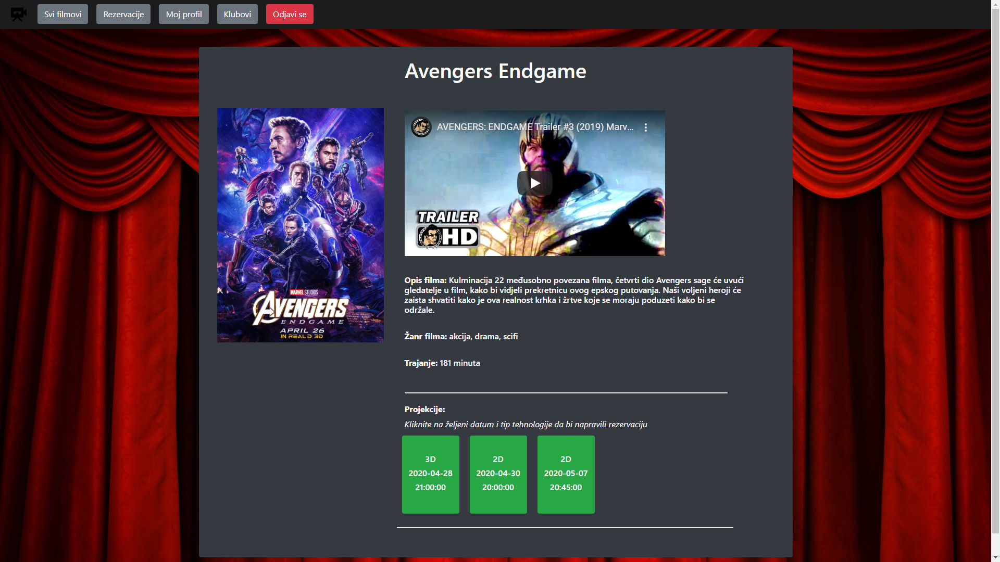 Svi filmovi
Rezervacije
Moj profil
Klubovi
Odjavi se
Avengers Endgame
MARVEL STUDIOS
AVENGERS
ENDGAME
APRIL 26
IN REALD 3D
AVENGERS: ENDGAME Trailer #3 (2019) Marv...
TRAILER
HD
Opis filma: Kulminacija 22 međusobno povezana filma, četvrti dio Avengers sage će uvući
gledatelje u film, kako bi vidjeli prekretnicu ovog epskog putovanja. Naši voljeni heroji će
zaista shvatiti kako je ova realnost krhka i žrtve koje se moraju poduzeti kako bi se
održale.
Žanr filma: akcija, drama, scifi
Trajanje: 181 minuta
Projekcije:
Kliknite na željeni datum i tip tehnologije da bi napravili rezervaciju
3D
2020-04-28
21:00:00
2D
2020-04-30
20:00:00
2D
2020-05-07
20:45:00